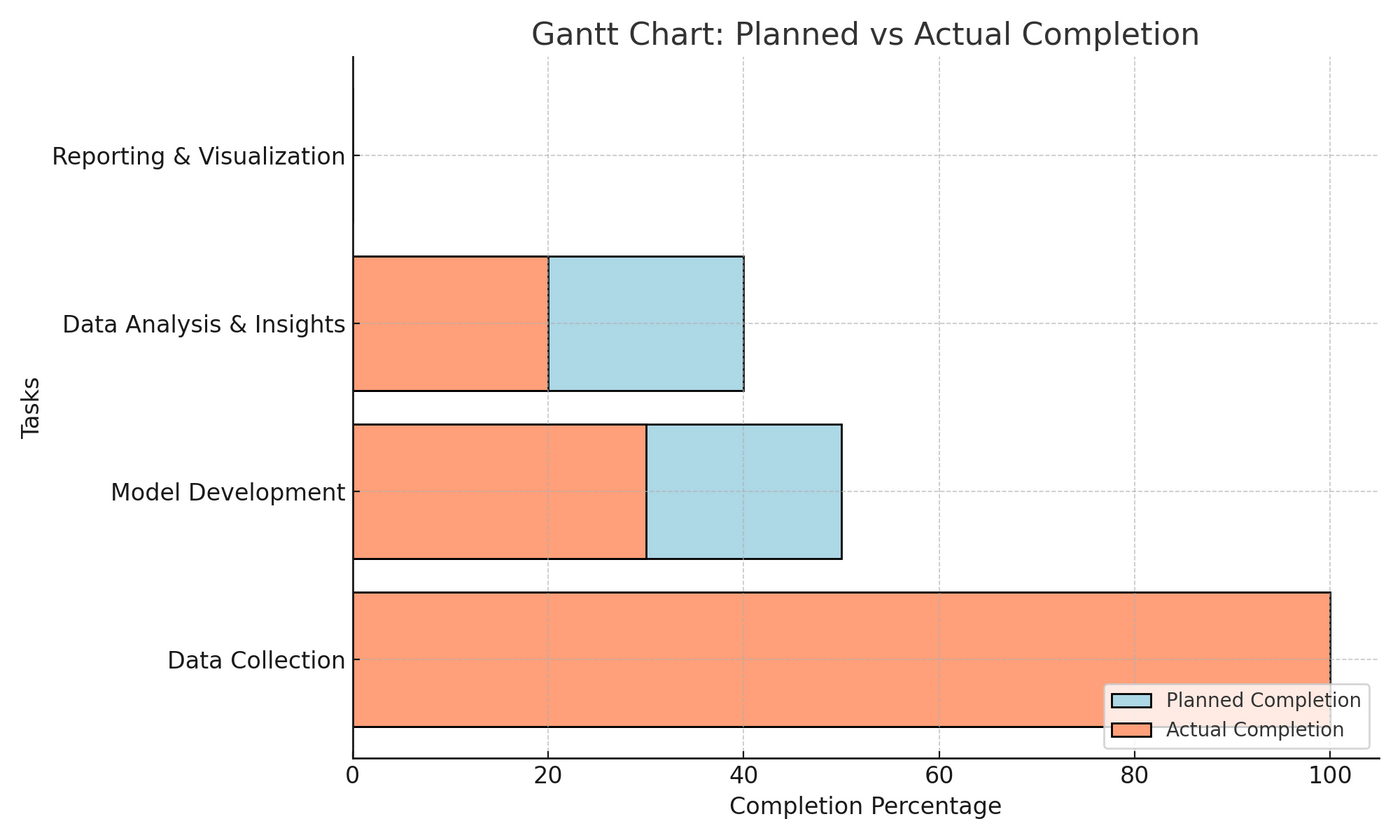 Gantt Chart: Planned vs Actual Completion
Reporting & Visualization
Data Analysis & Insights
Model Development
Data Collection
Tasks
Planned Completion
Actual Completion
0 20 40 60 80 100
Completion Percentage